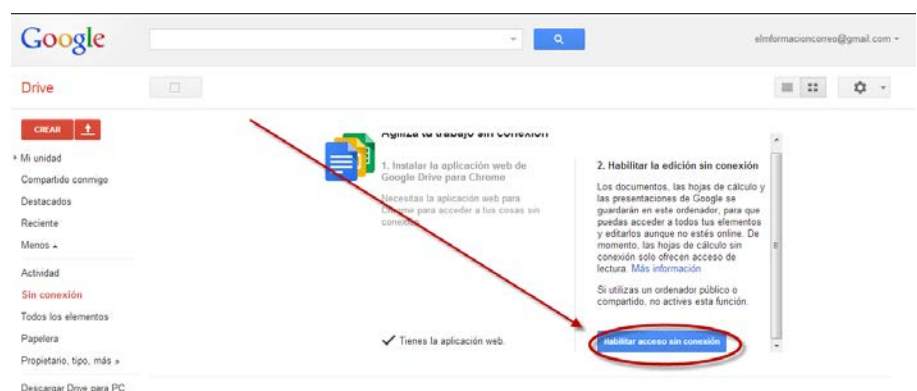 Google
elmformacioncorreo@gmail.com
Drive
CREAR
Mi unidad
Compartido conmigo
Destacados
Reciente
Menos
Actividad
Sin conexión
Todos los elementos
Papelera
Propietario, tipo, más »
Descargar Drive para PC
Agiliza tu trabajo sin conexión
1. Instalar la aplicación web de
Google Drive para Chrome
Necesitas la aplicación web para
Chrome para acceder a tus cosas sin
conexión.
Tienes la aplicación web.
2. Habilitar la edición sin conexión
Los documentos, las hojas de cálculo y
las presentaciones de Google se
guardarán en este ordenador, para que
puedas acceder a todos tus elementos
y editarlos aunque no estés online. De
momento, las hojas de cálculo sin
conexión solo ofrecen acceso de
lectura. Más información
Si utilizas un ordenador público o
compartido, no actives esta función.
Habilitar acceso sin conexión